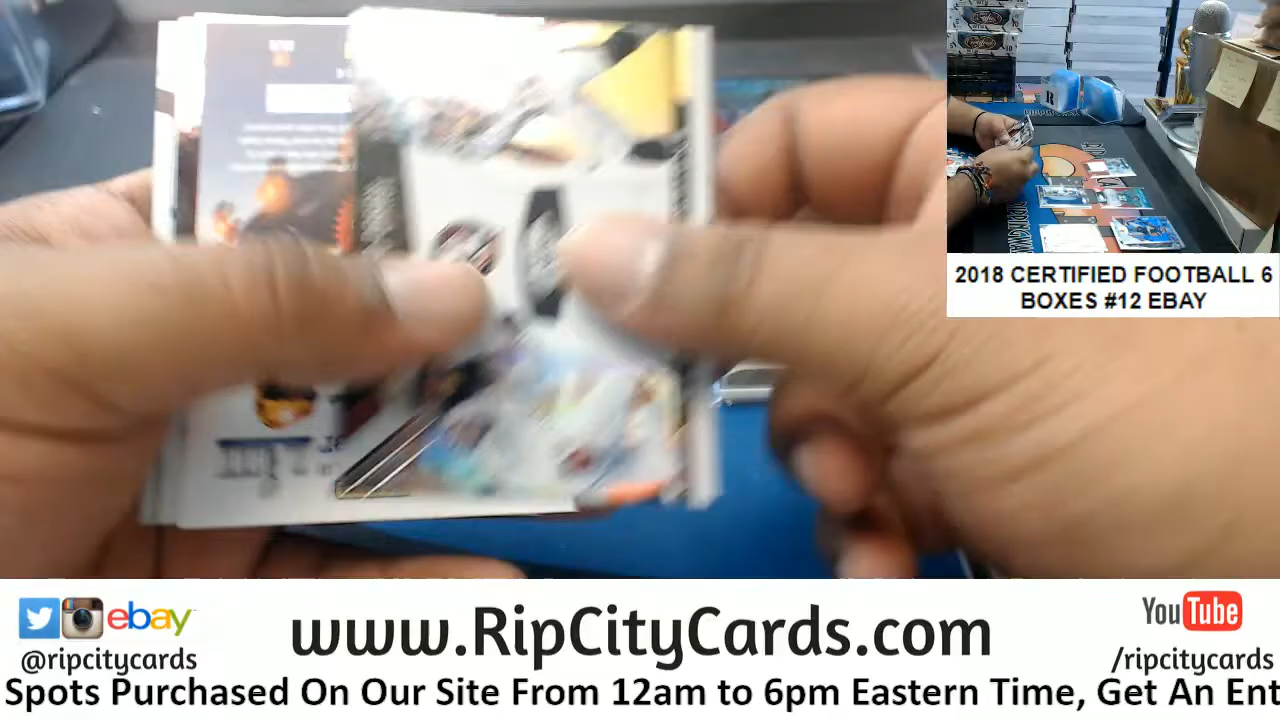 2018 CERTIFIED FOOTBALL 6
BOXES #12 EBAY
ebay
www.RipCityCards.com
YouTube
@ripcitycards
/ripcitycards
Spots Purchased On Our Site From 12am to 6pm Eastern Time, Get An Ent